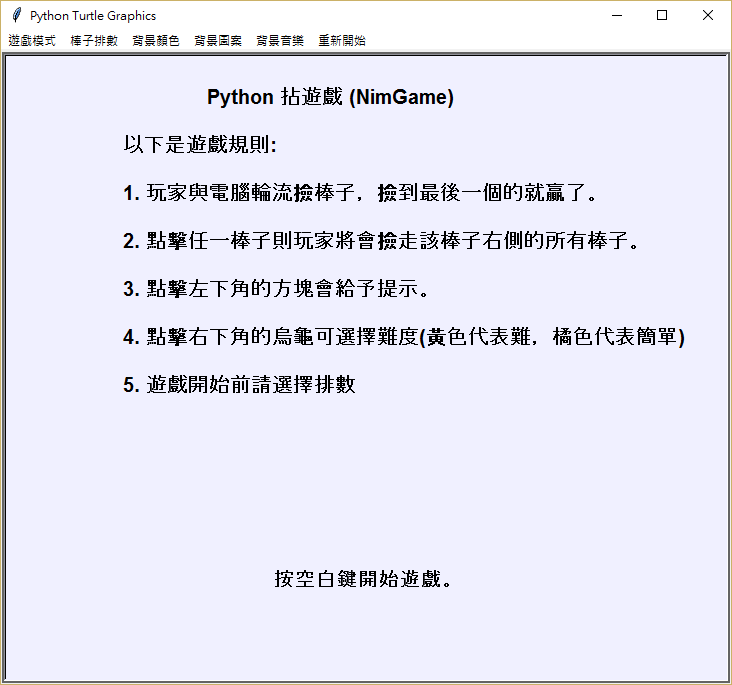 Python Turtle Graphics
遊戲模式 棒子排數 背景顏色 背景圖案 背景音樂 重新開始
Python 拈遊戲 (NimGame)
以下是遊戲規則:
1. 玩家與電腦輪流撿棒子，撿到最後一個的就贏了。
2. 點擊任一棒子則玩家將會撿走該棒子右側的所有棒子。
3. 點擊左下角的方塊會給予提示。
4. 點擊右下角的烏龜可選擇難度(黃色代表難，橘色代表簡單)
5. 遊戲開始前請選擇排數
按空白鍵開始遊戲。